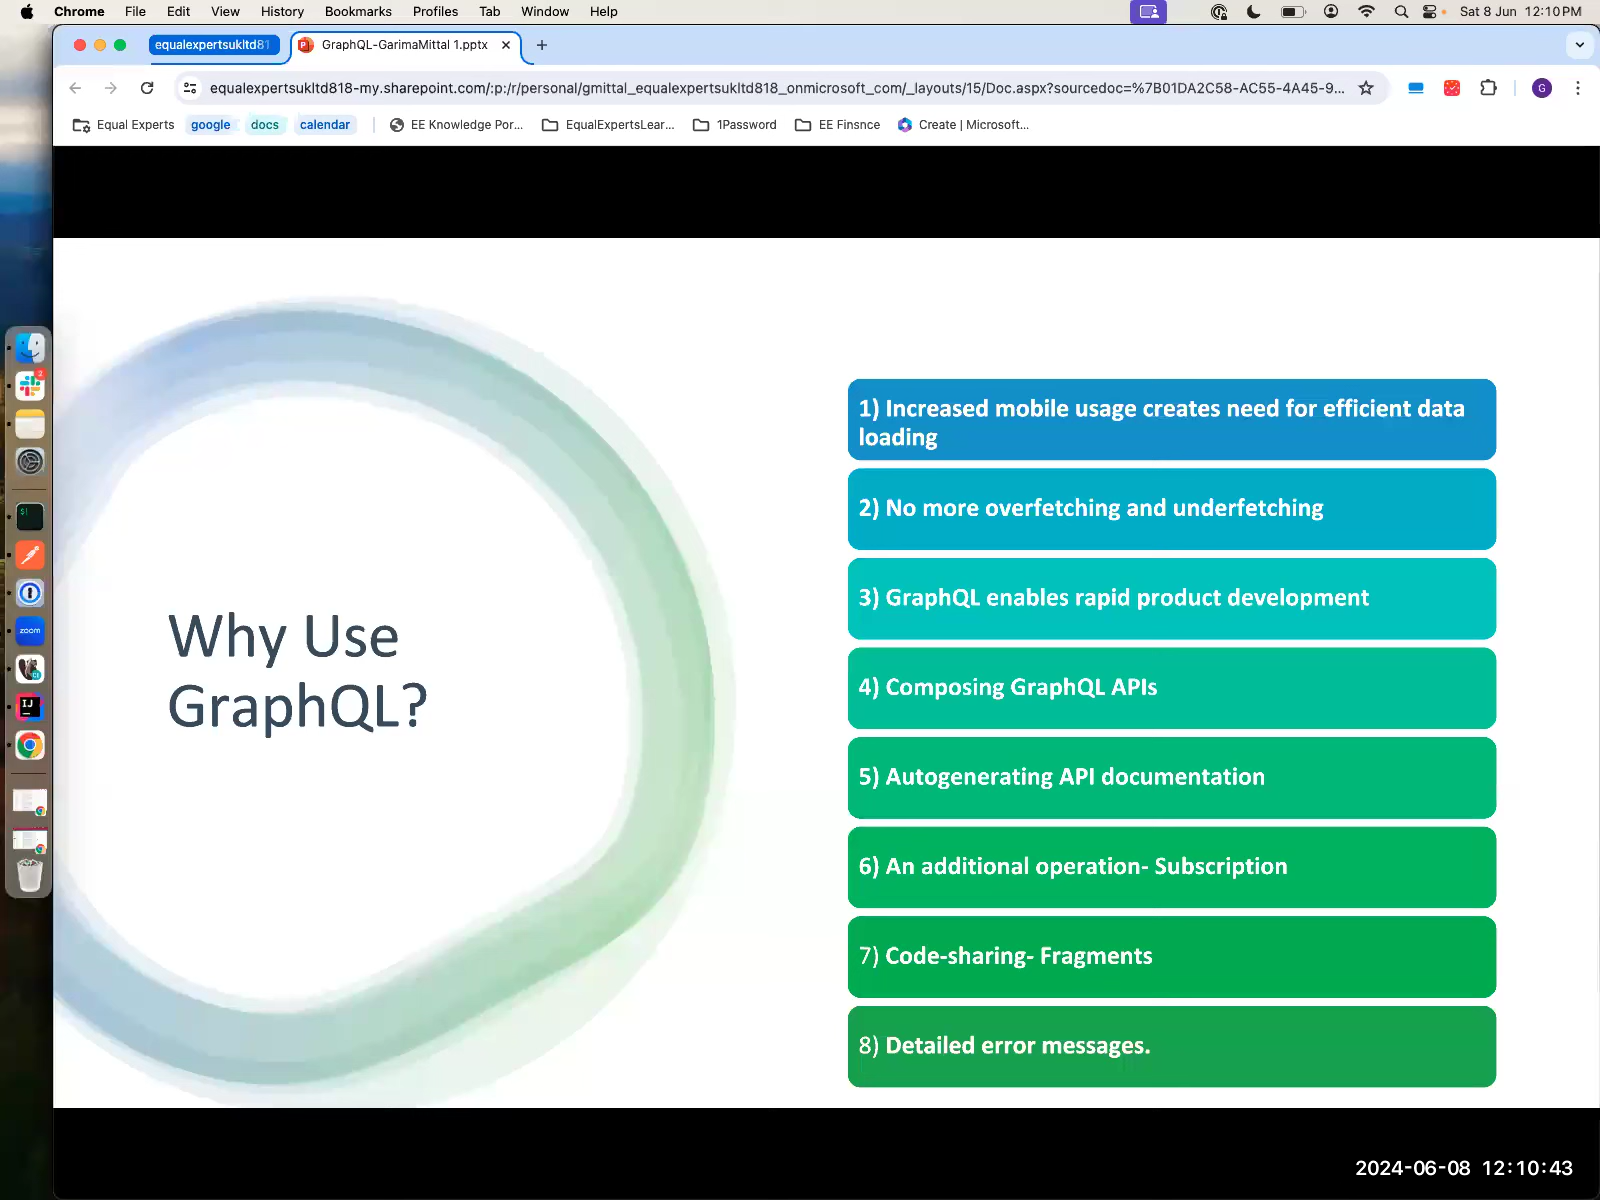 Chrome File Edit View History Bookmarks Profiles Tab Window Help Sat 8 Jun 12:10 PM
equalexpertsukltd81 GraphQL-GarimaMittal 1.pptx
equalexpertsukltd818-my.sharepoint.com/:p:/r/personal/gmittal_equalexpertsukltd818_onmicrosoft_com/_layouts/15/Doc.aspx?sourcedoc=%7B01DA2C58-AC55-4A45-9... G
Equal Experts google docs calendar EE Knowledge Por... EqualExpertsLear... 1Password EE Finsnce Create | Microsoft...
Why Use
GraphQL?
1) Increased mobile usage creates need for efficient data
loading
2) No more overfetching and underfetching
3) GraphQL enables rapid product development
4) Composing GraphQL APIs
5) Autogenerating API documentation
6) An additional operation- Subscription
7) Code-sharing- Fragments
8) Detailed error messages.
2
zoom
IJ
2024-06-08 12:10:43